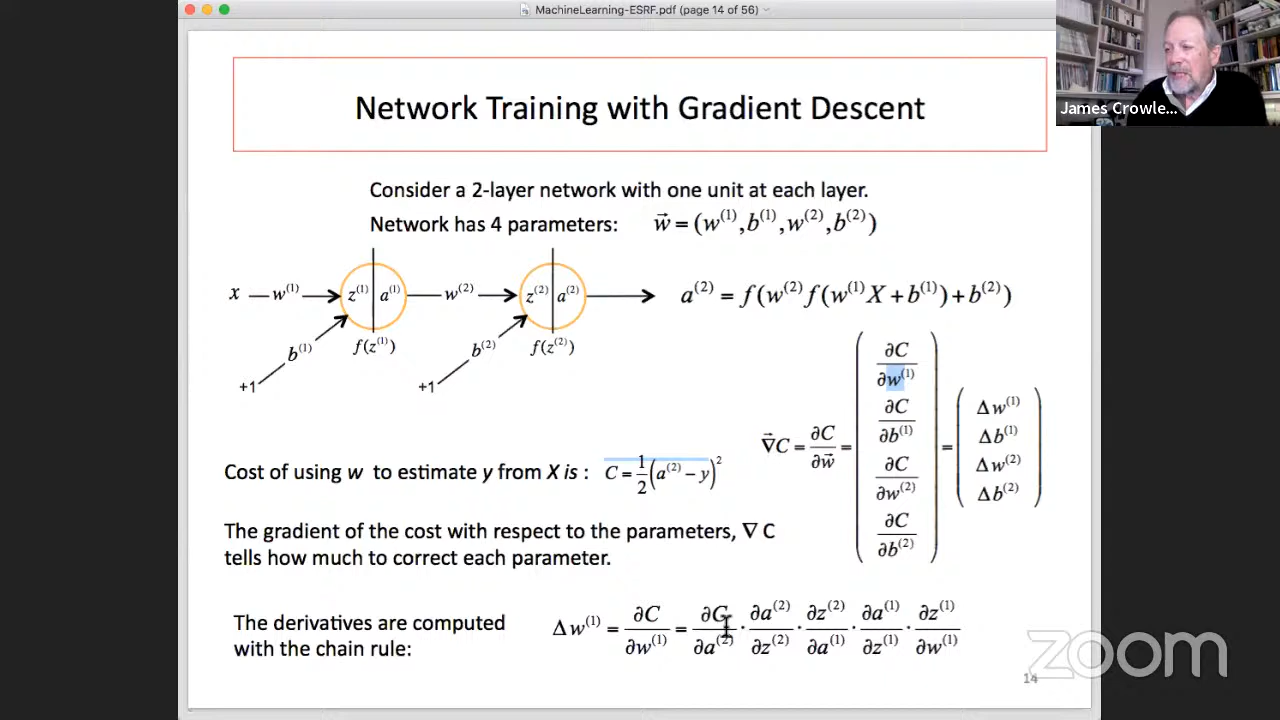 MachineLearning-ESRF.pdf (page 14 of 56)
James Crowle...
Network Training with Gradient Descent
Consider a 2-layer network with one unit at each layer.
Network has 4 parameters: w⃗ = (w⁽¹⁾, b⁽¹⁾, w⁽²⁾, b⁽²⁾)
x w⁽¹⁾ z⁽¹⁾ a⁽¹⁾ w⁽²⁾ z⁽²⁾ a⁽²⁾ a⁽²⁾ = f(w⁽²⁾ f(w⁽¹⁾X + b⁽¹⁾) + b⁽²⁾)
b⁽¹⁾ f(z⁽¹⁾) b⁽²⁾ f(z⁽²⁾)
+1 +1
∇⃗C = ∂C/∂w⃗ = ( ∂C/∂w⁽¹⁾ ∂C/∂b⁽¹⁾ ∂C/∂w⁽²⁾ ∂C/∂b⁽²⁾ ) = ( Δw⁽¹⁾ Δb⁽¹⁾ Δw⁽²⁾ Δb⁽²⁾ )
Cost of using w to estimate y from X is : C = 1/2 (a⁽²⁾ − y)²
The gradient of the cost with respect to the parameters, ∇ C
tells how much to correct each parameter.
The derivatives are computed
with the chain rule:
Δw⁽¹⁾ = ∂C/∂w⁽¹⁾ = ∂C/∂a⁽²⁾ · ∂a⁽²⁾/∂z⁽²⁾ · ∂z⁽²⁾/∂a⁽¹⁾ · ∂a⁽¹⁾/∂z⁽¹⁾ · ∂z⁽¹⁾/∂w⁽¹⁾
zoom
14